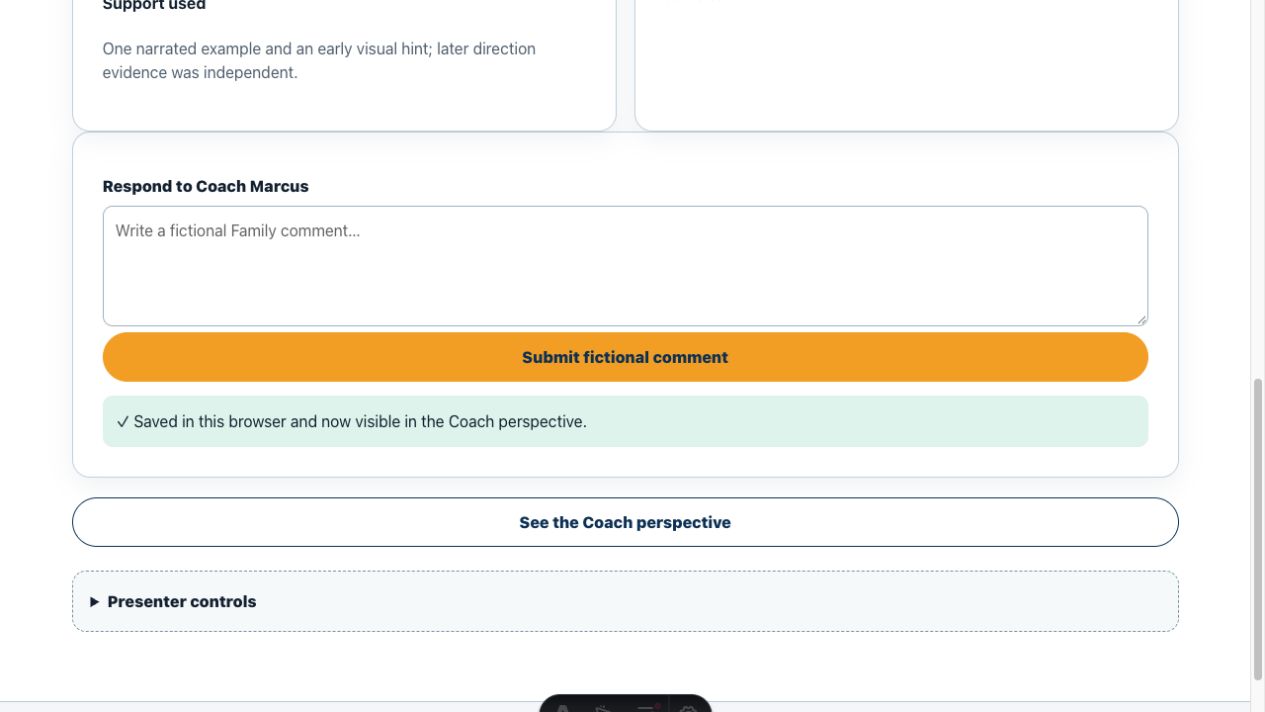 Support used
One narrated example and an early visual hint; later direction
evidence was independent.
Respond to Coach Marcus
Write a fictional Family comment...
Submit fictional comment
✓ Saved in this browser and now visible in the Coach perspective.
See the Coach perspective
▶ Presenter controls